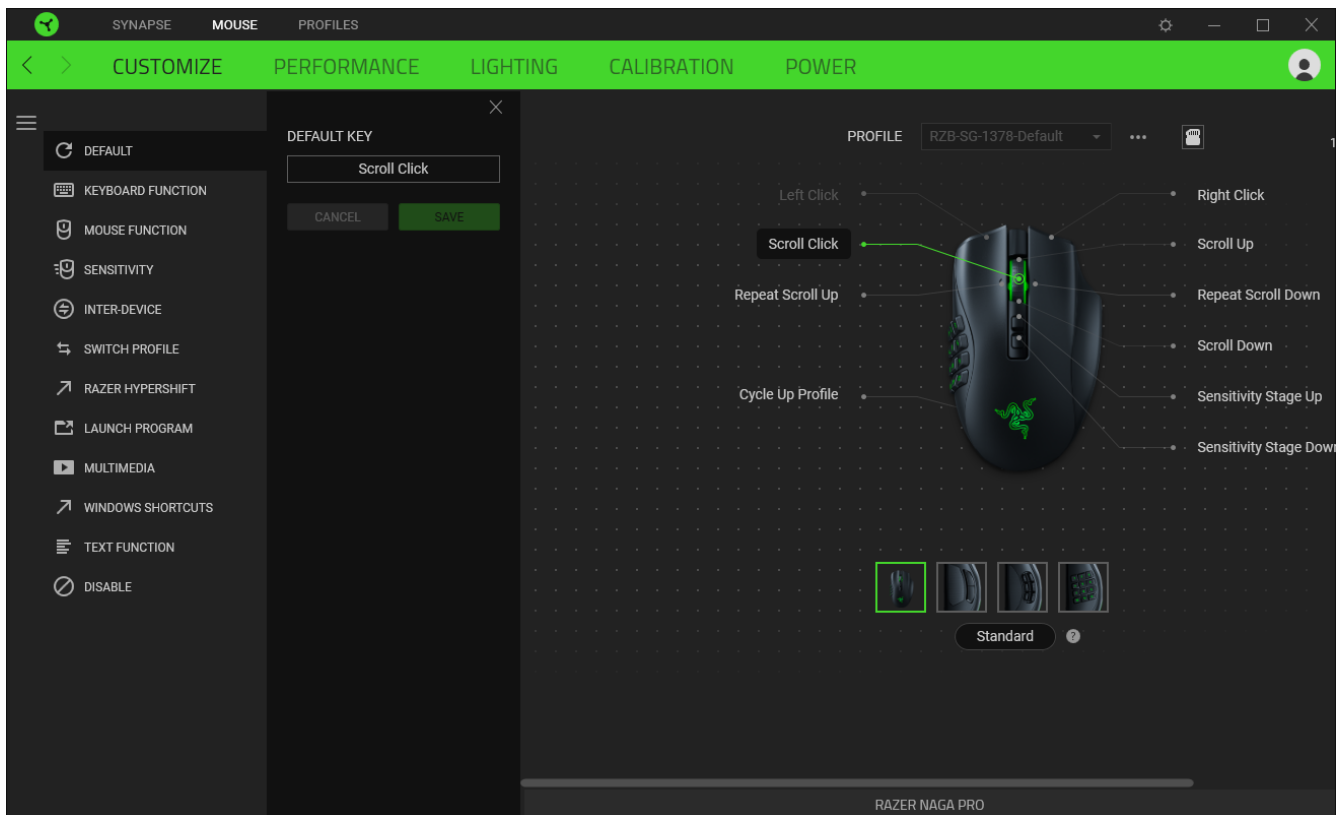 SYNAPSE MOUSE PROFILES
CUSTOMIZE PERFORMANCE LIGHTING CALIBRATION POWER
DEFAULT
KEYBOARD FUNCTION
MOUSE FUNCTION
SENSITIVITY
INTER-DEVICE
SWITCH PROFILE
RAZER HYPERSHIFT
LAUNCH PROGRAM
MULTIMEDIA
WINDOWS SHORTCUTS
TEXT FUNCTION
DISABLE
DEFAULT KEY
Scroll Click
CANCEL SAVE
PROFILE RZB-SG-1378-Default
1
Left Click
Right Click
Scroll Click
Scroll Up
Repeat Scroll Up
Repeat Scroll Down
Scroll Down
Cycle Up Profile
Sensitivity Stage Up
Sensitivity Stage Down
Standard ?
RAZER NAGA PRO